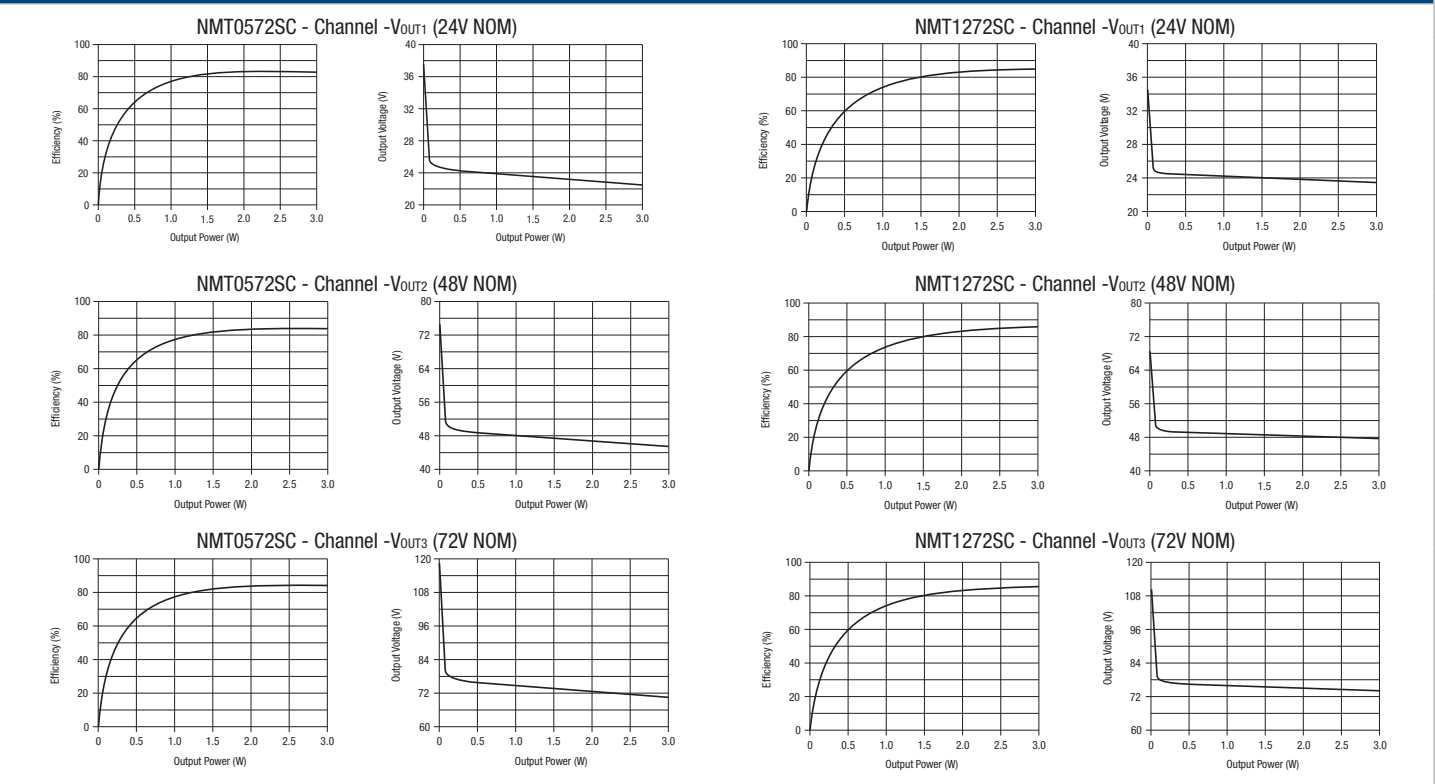 NMT0572SC - Channel -VOUT1 (24V NOM)
100
80
60
40
20
0
Efficiency (%)
0 0.5 1.0 1.5 2.0 2.5 3.0
Output Power (W)
40
36
32
28
24
20
Output Voltage (V)
0 0.5 1.0 1.5 2.0 2.5 3.0
Output Power (W)
NMT1272SC - Channel -VOUT1 (24V NOM)
100
80
60
40
20
0
Efficiency (%)
0 0.5 1.0 1.5 2.0 2.5 3.0
Output Power (W)
40
36
32
28
24
20
Output Voltage (V)
0 0.5 1.0 1.5 2.0 2.5 3.0
Output Power (W)
NMT0572SC - Channel -VOUT2 (48V NOM)
100
80
60
40
20
0
Efficiency (%)
0 0.5 1.0 1.5 2.0 2.5 3.0
Output Power (W)
80
72
64
56
48
40
Output Voltage (V)
0 0.5 1.0 1.5 2.0 2.5 3.0
Output Power (W)
NMT1272SC - Channel -VOUT2 (48V NOM)
100
80
60
40
20
0
Efficiency (%)
0 0.5 1.0 1.5 2.0 2.5 3.0
Output Power (W)
80
72
64
56
48
40
Output Voltage (V)
0 0.5 1.0 1.5 2.0 2.5 3.0
Output Power (W)
NMT0572SC - Channel -VOUT3 (72V NOM)
100
80
60
40
20
0
Efficiency (%)
0 0.5 1.0 1.5 2.0 2.5 3.0
Output Power (W)
120
108
96
84
72
60
Output Voltage (V)
0 0.5 1.0 1.5 2.0 2.5 3.0
Output Power (W)
NMT1272SC - Channel -VOUT3 (72V NOM)
100
80
60
40
20
0
Efficiency (%)
0 0.5 1.0 1.5 2.0 2.5 3.0
Output Power (W)
120
108
96
84
72
60
Output Voltage (V)
0 0.5 1.0 1.5 2.0 2.5 3.0
Output Power (W)